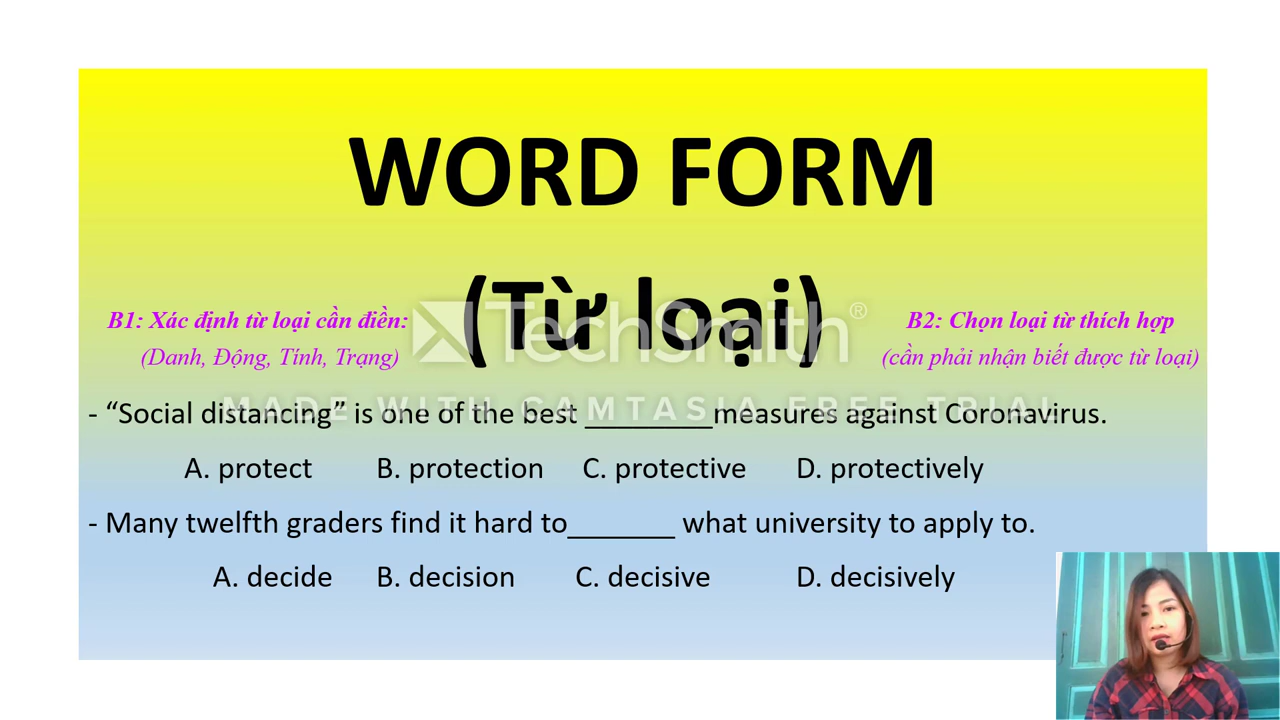 WORD FORM
(Từ loại)
B1: Xác định từ loại cần điền:
(Danh, Động, Tính, Trạng)
B2: Chọn loại từ thích hợp
(cần phải nhận biết được từ loại)
TechSmith®
MADE WITH CAMTASIA FREE TRIAL
- “Social distancing” is one of the best ________measures against Coronavirus.
A. protect B. protection C. protective D. protectively
- Many twelfth graders find it hard to_______ what university to apply to.
A. decide B. decision C. decisive D. decisively